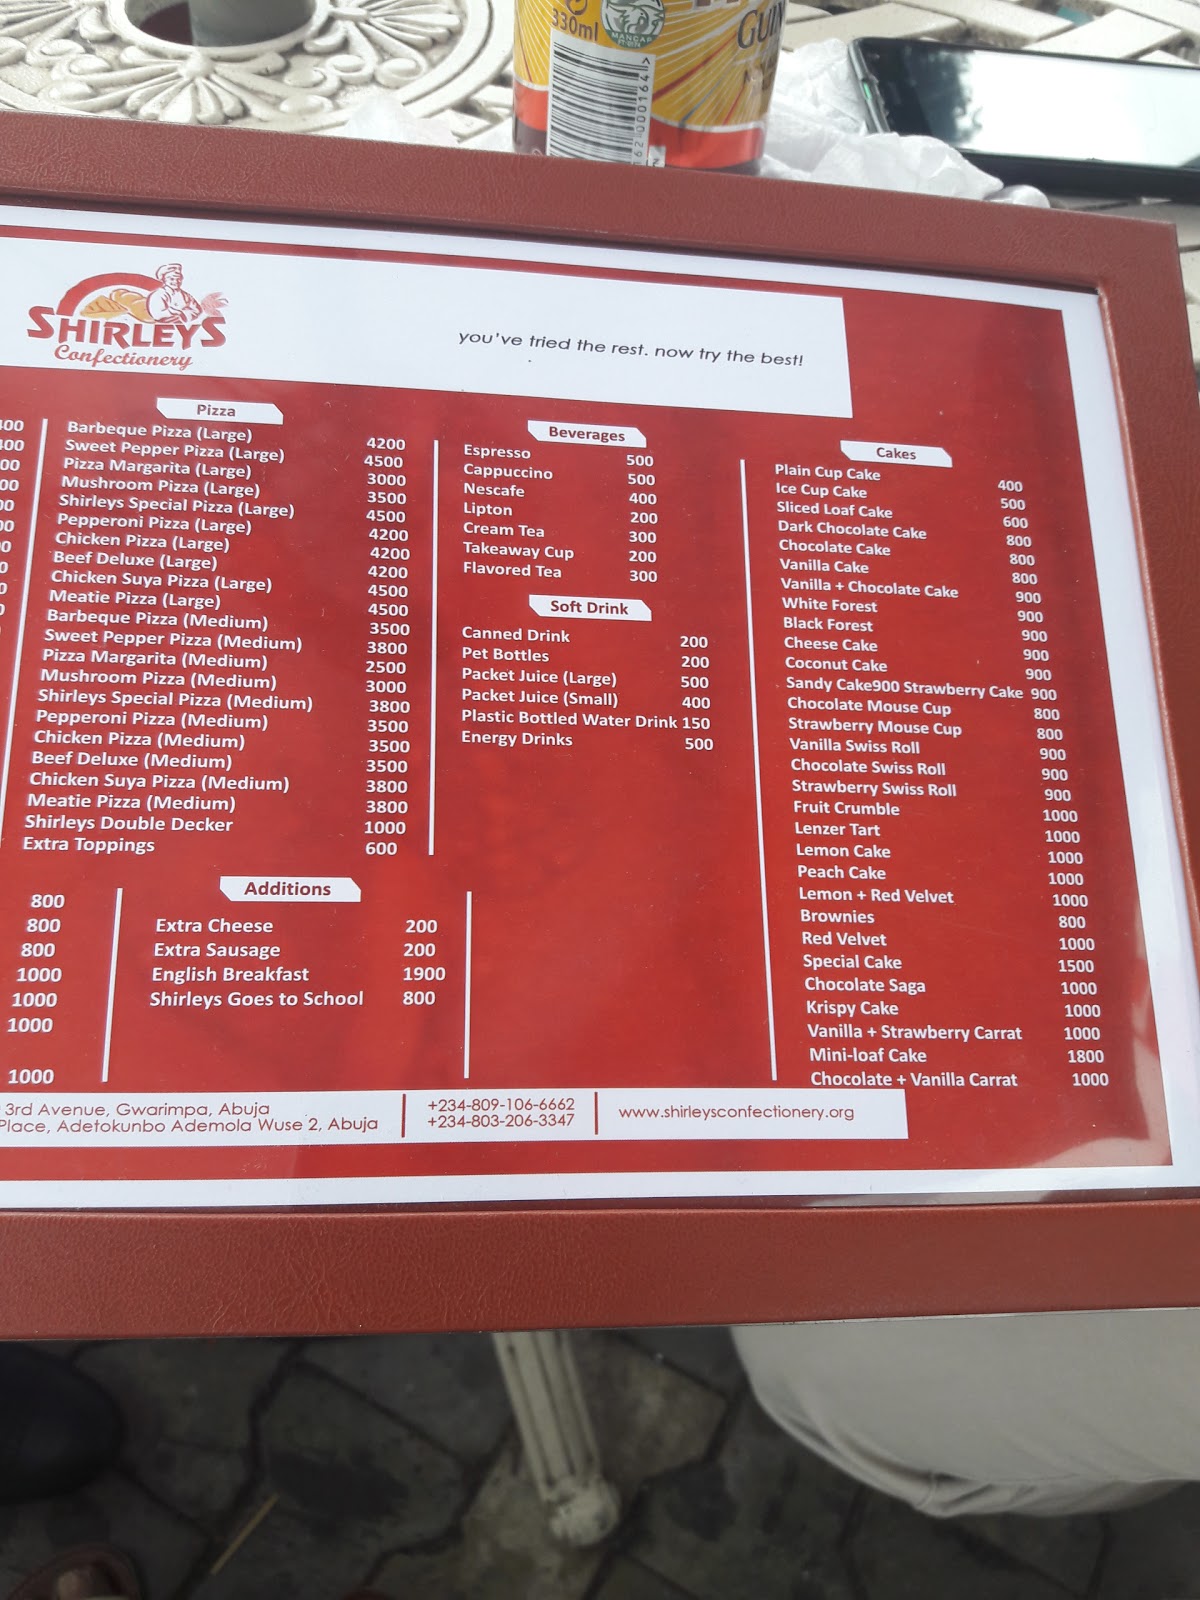 330ml
MANCAP
GUIN
62000164
SHIRLEYS
Confectionery
you've tried the rest. now try the best!
Pizza
Barbeque Pizza (Large) 4200
Sweet Pepper Pizza (Large) 4500
Pizza Margarita (Large) 3000
Mushroom Pizza (Large) 3500
Shirleys Special Pizza (Large) 4500
Pepperoni Pizza (Large) 4200
Chicken Pizza (Large) 4200
Beef Deluxe (Large) 4200
Chicken Suya Pizza (Large) 4500
Meatie Pizza (Large) 4500
Barbeque Pizza (Medium) 3500
Sweet Pepper Pizza (Medium) 3800
Pizza Margarita (Medium) 2500
Mushroom Pizza (Medium) 3000
Shirleys Special Pizza (Medium) 3800
Pepperoni Pizza (Medium) 3500
Chicken Pizza (Medium) 3500
Beef Deluxe (Medium) 3500
Chicken Suya Pizza (Medium) 3800
Meatie Pizza (Medium) 3800
Shirleys Double Decker 1000
Extra Toppings 600
Beverages
Espresso 500
Cappuccino 500
Nescafe 400
Lipton 200
Cream Tea 300
Takeaway Cup 200
Flavored Tea 300
Soft Drink
Canned Drink 200
Pet Bottles 200
Packet Juice (Large) 500
Packet Juice (Small) 400
Plastic Bottled Water Drink 150
Energy Drinks 500
Cakes
Plain Cup Cake 400
Ice Cup Cake 500
Sliced Loaf Cake 600
Dark Chocolate Cake 800
Chocolate Cake 800
Vanilla Cake 800
Vanilla + Chocolate Cake 900
White Forest 900
Black Forest 900
Cheese Cake 900
Coconut Cake 900
Sandy Cake900 Strawberry Cake 900
Chocolate Mouse Cup 800
Strawberry Mouse Cup 800
Vanilla Swiss Roll 900
Chocolate Swiss Roll 900
Strawberry Swiss Roll 900
Fruit Crumble 1000
Lenzer Tart 1000
Lemon Cake 1000
Peach Cake 1000
Lemon + Red Velvet 1000
Brownies 800
Red Velvet 1000
Special Cake 1500
Chocolate Saga 1000
Krispy Cake 1000
Vanilla + Strawberry Carrat 1000
Mini-loaf Cake 1800
Chocolate + Vanilla Carrat 1000
800
800
800
1000
1000
1000
1000
Additions
Extra Cheese 200
Extra Sausage 200
English Breakfast 1900
Shirleys Goes to School 800
3rd Avenue, Gwarimpa, Abuja
Place, Adetokunbo Ademola Wuse 2, Abuja
+234-809-106-6662
+234-803-206-3347
www.shirleysconfectionery.org